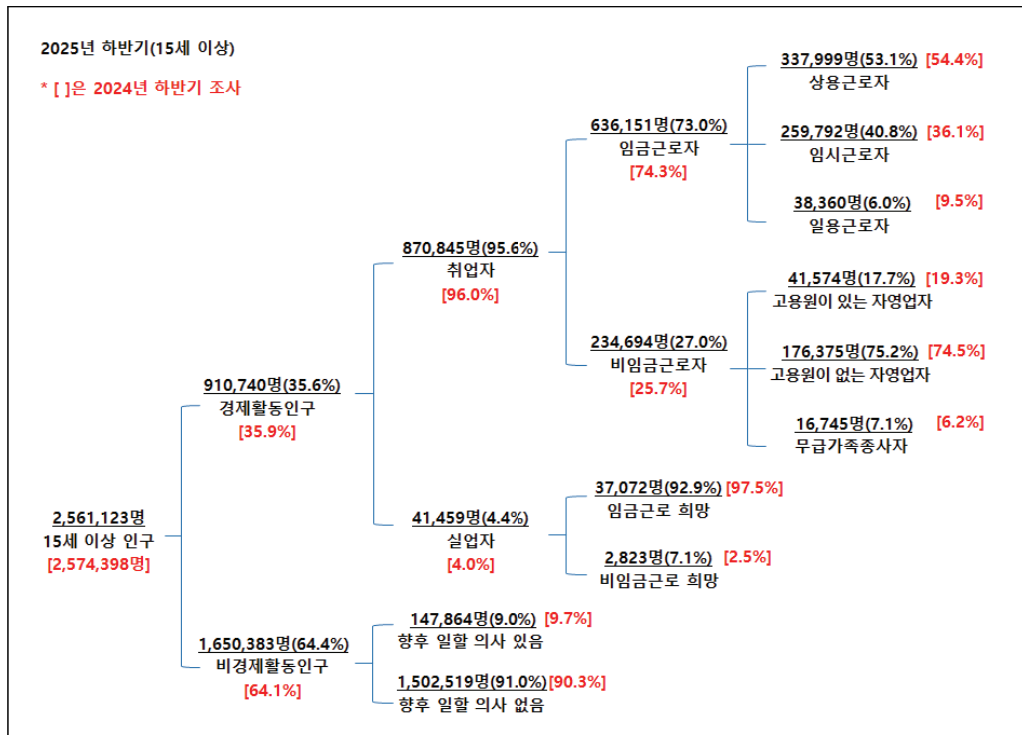 2025년 하반기(15세 이상)
* [ ]은 2024년 하반기 조사
2,561,123명
15세 이상 인구
[2,574,398명]
910,740명(35.6%)
경제활동인구
[35.9%]
870,845명(95.6%)
취업자
[96.0%]
636,151명(73.0%)
임금근로자
[74.3%]
337,999명(53.1%) [54.4%]
상용근로자
259,792명(40.8%) [36.1%]
임시근로자
38,360명(6.0%) [9.5%]
일용근로자
234,694명(27.0%)
비임금근로자
[25.7%]
41,574명(17.7%) [19.3%]
고용원이 있는 자영업자
176,375명(75.2%) [74.5%]
고용원이 없는 자영업자
16,745명(7.1%) [6.2%]
무급가족종사자
41,459명(4.4%)
실업자
[4.0%]
37,072명(92.9%) [97.5%]
임금근로 희망
2,823명(7.1%) [2.5%]
비임금근로 희망
1,650,383명(64.4%)
비경제활동인구
[64.1%]
147,864명(9.0%) [9.7%]
향후 일할 의사 있음
1,502,519명(91.0%) [90.3%]
향후 일할 의사 없음